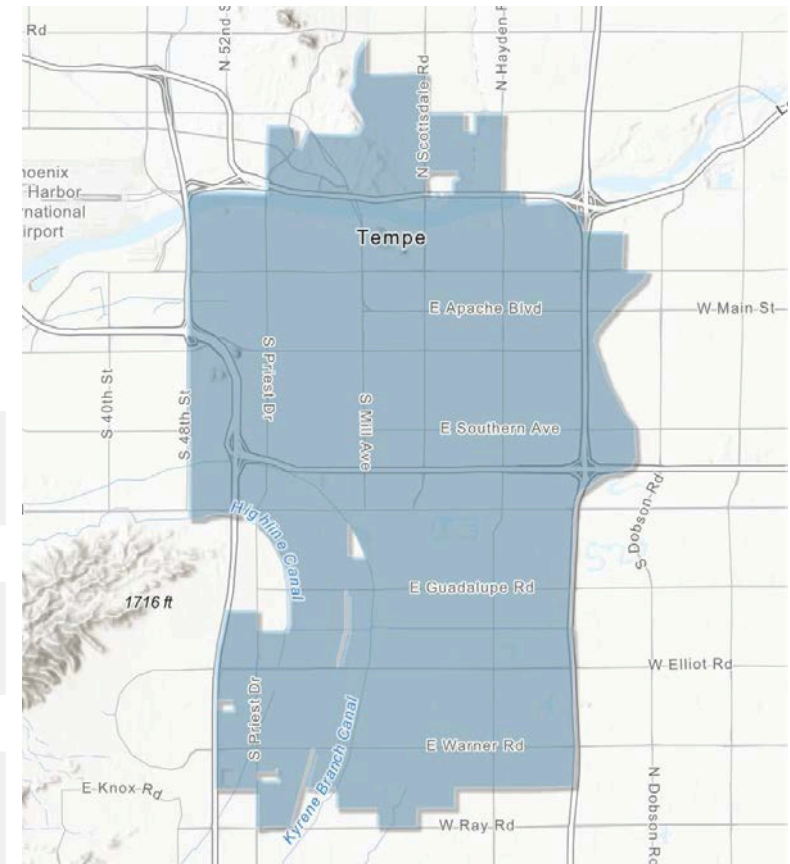 Rd
N 52nd S
N Scottsdale Rd
N Hayden R
hoenix
Harbor
rnational
irport
Tempe
E Apache Blvd
W Main St
S Priest Dr
S Mill Ave
S 40th St
S 48th St
E Southern Ave
S Dobson Rd
Highline Canal
1716 ft
E Guadalupe Rd
W Elliot Rd
S Priest Dr
Kyrene Branch Canal
E Warner Rd
E Knox Rd
W Ray Rd
N Dobson Rd